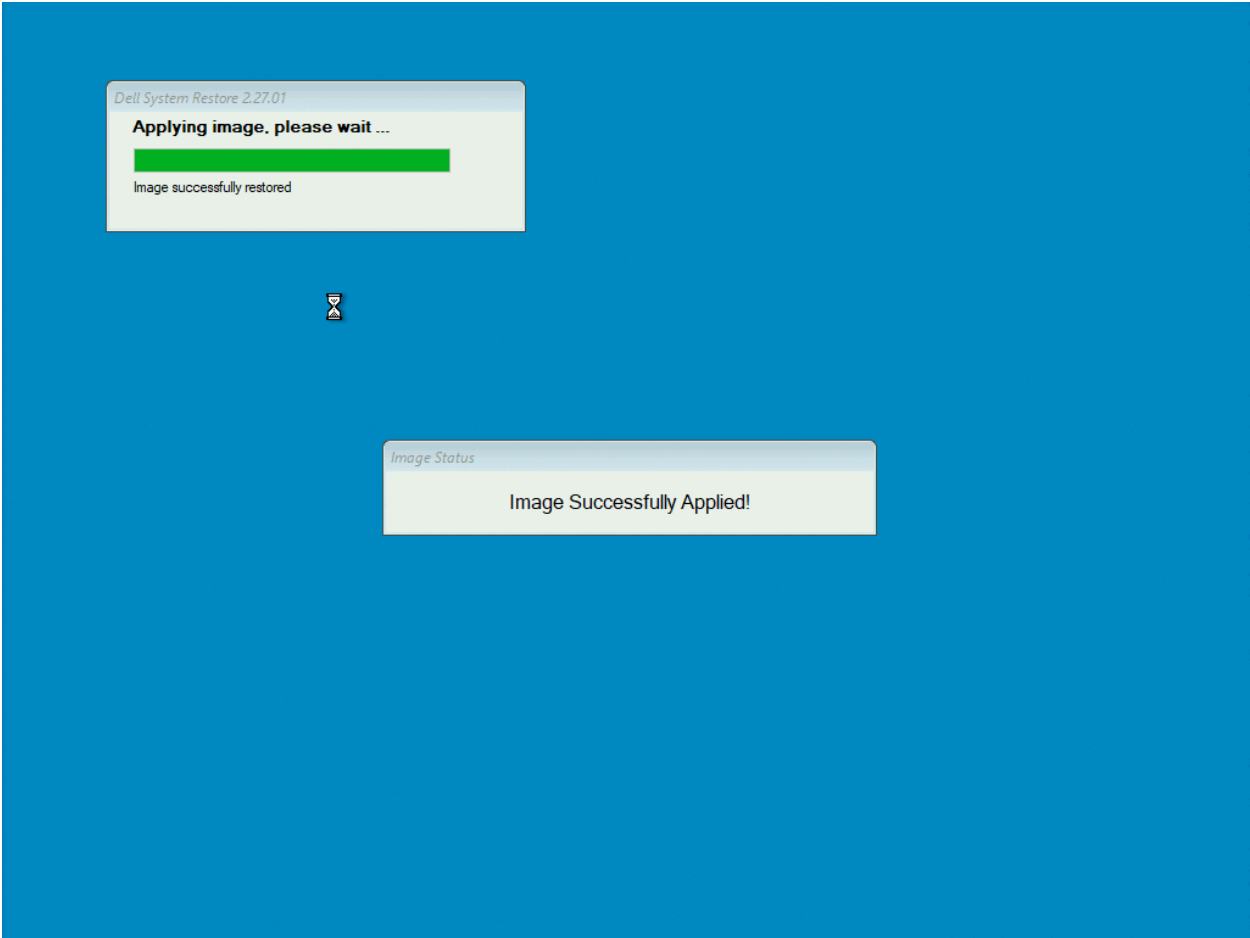 Dell System Restore 2.27.01
Applying image, please wait ...
Image successfully restored
Image Status
Image Successfully Applied!